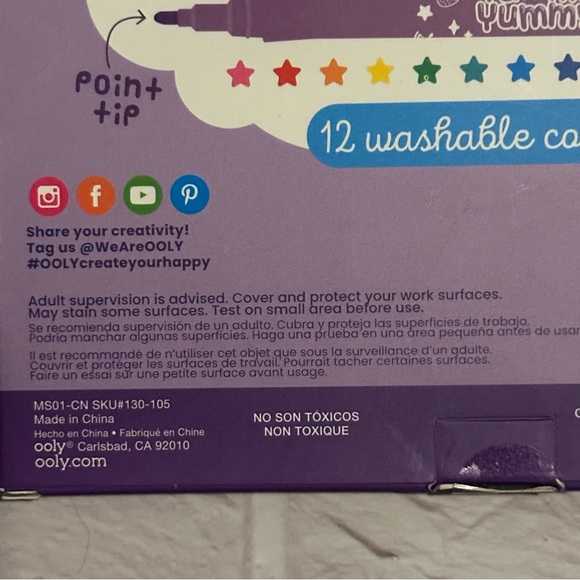 Yummy
point
tip
12 washable co
Share your creativity!
Tag us @WeAreOOLY
#OOLYcreateyourhappy
Adult supervision is advised. Cover and protect your work surfaces.
May stain some surfaces. Test on small area before use.
Se recomienda supervisión de un adulto. Cubra y proteja las superficies de trabajo.
Podría manchar algunas superficies. Haga una prueba en una área pequeña antes de usar
Il est recommandé de n'utiliser cet objet que sous la surveillance d'un adulte.
Couvrir et protéger les surfaces de travail. Pourrait tacher certaines surfaces.
Faire un essai sur une petite surface avant usage.
MS01-CN SKU#130-105
Made in China
Hecho en China • Fabriqué en Chine
ooly® Carlsbad, CA 92010
ooly.com
NO SON TÓXICOS
NON TOXIQUE